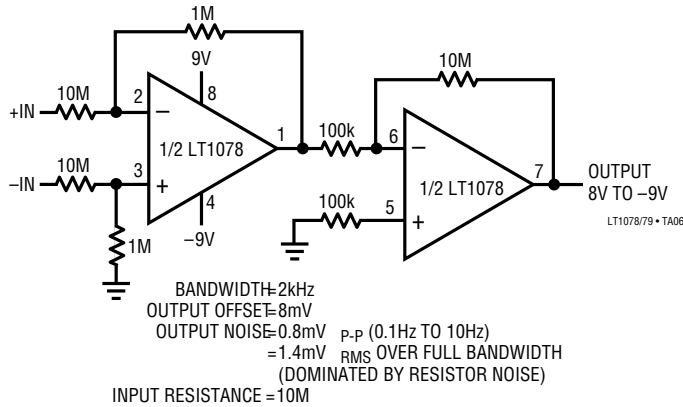 1M
9V
10M
10M
2
8
+IN
–
1/2 LT1078
1
100k
6
–
10M
3
+
–IN
1/2 LT1078
7
OUTPUT
8V TO –9V
4
100k
5
+
LT1078/79 • TA06
–9V
1M
BANDWIDTH=2kHz
OUTPUT OFFSET=8mV
OUTPUT NOISE=0.8mV P-P (0.1Hz TO 10Hz)
=1.4mV RMS OVER FULL BANDWIDTH
(DOMINATED BY RESISTOR NOISE)
INPUT RESISTANCE =10M